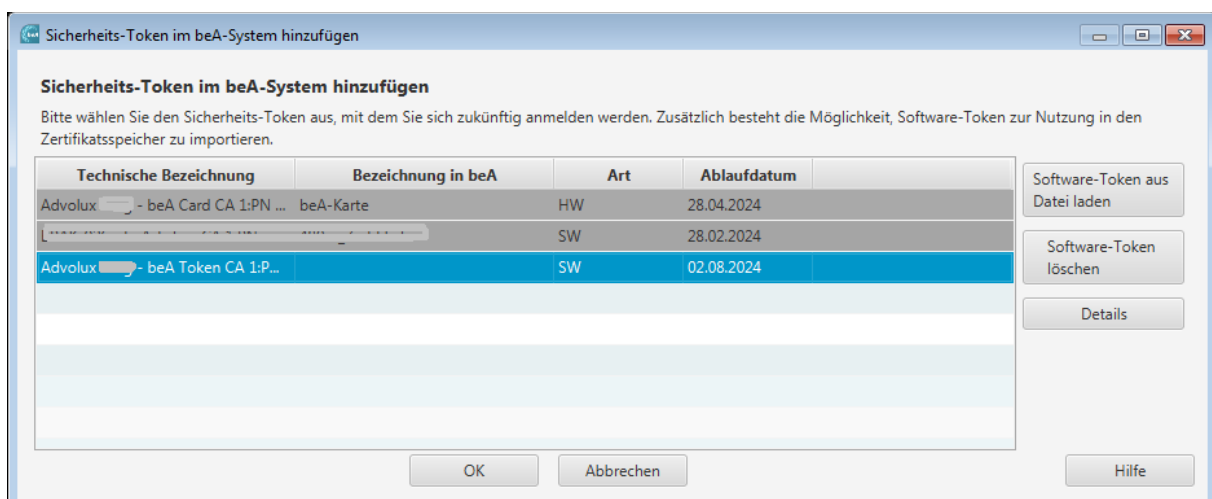 Sicherheits-Token im beA-System hinzufügen
Sicherheits-Token im beA-System hinzufügen
Bitte wählen Sie den Sicherheits-Token aus, mit dem Sie sich zukünftig anmelden werden. Zusätzlich besteht die Möglichkeit, Software-Token zur Nutzung in den
Zertifikatsspeicher zu importieren.
Technische Bezeichnung Bezeichnung in beA Art Ablaufdatum
Software-Token aus
Datei laden
Advolux - beA Card CA 1:PN ... beA-Karte HW 28.04.2024
SW 28.02.2024
Software-Token
löschen
Advolux - beA Token CA 1:P... SW 02.08.2024
Details
OK Abbrechen Hilfe